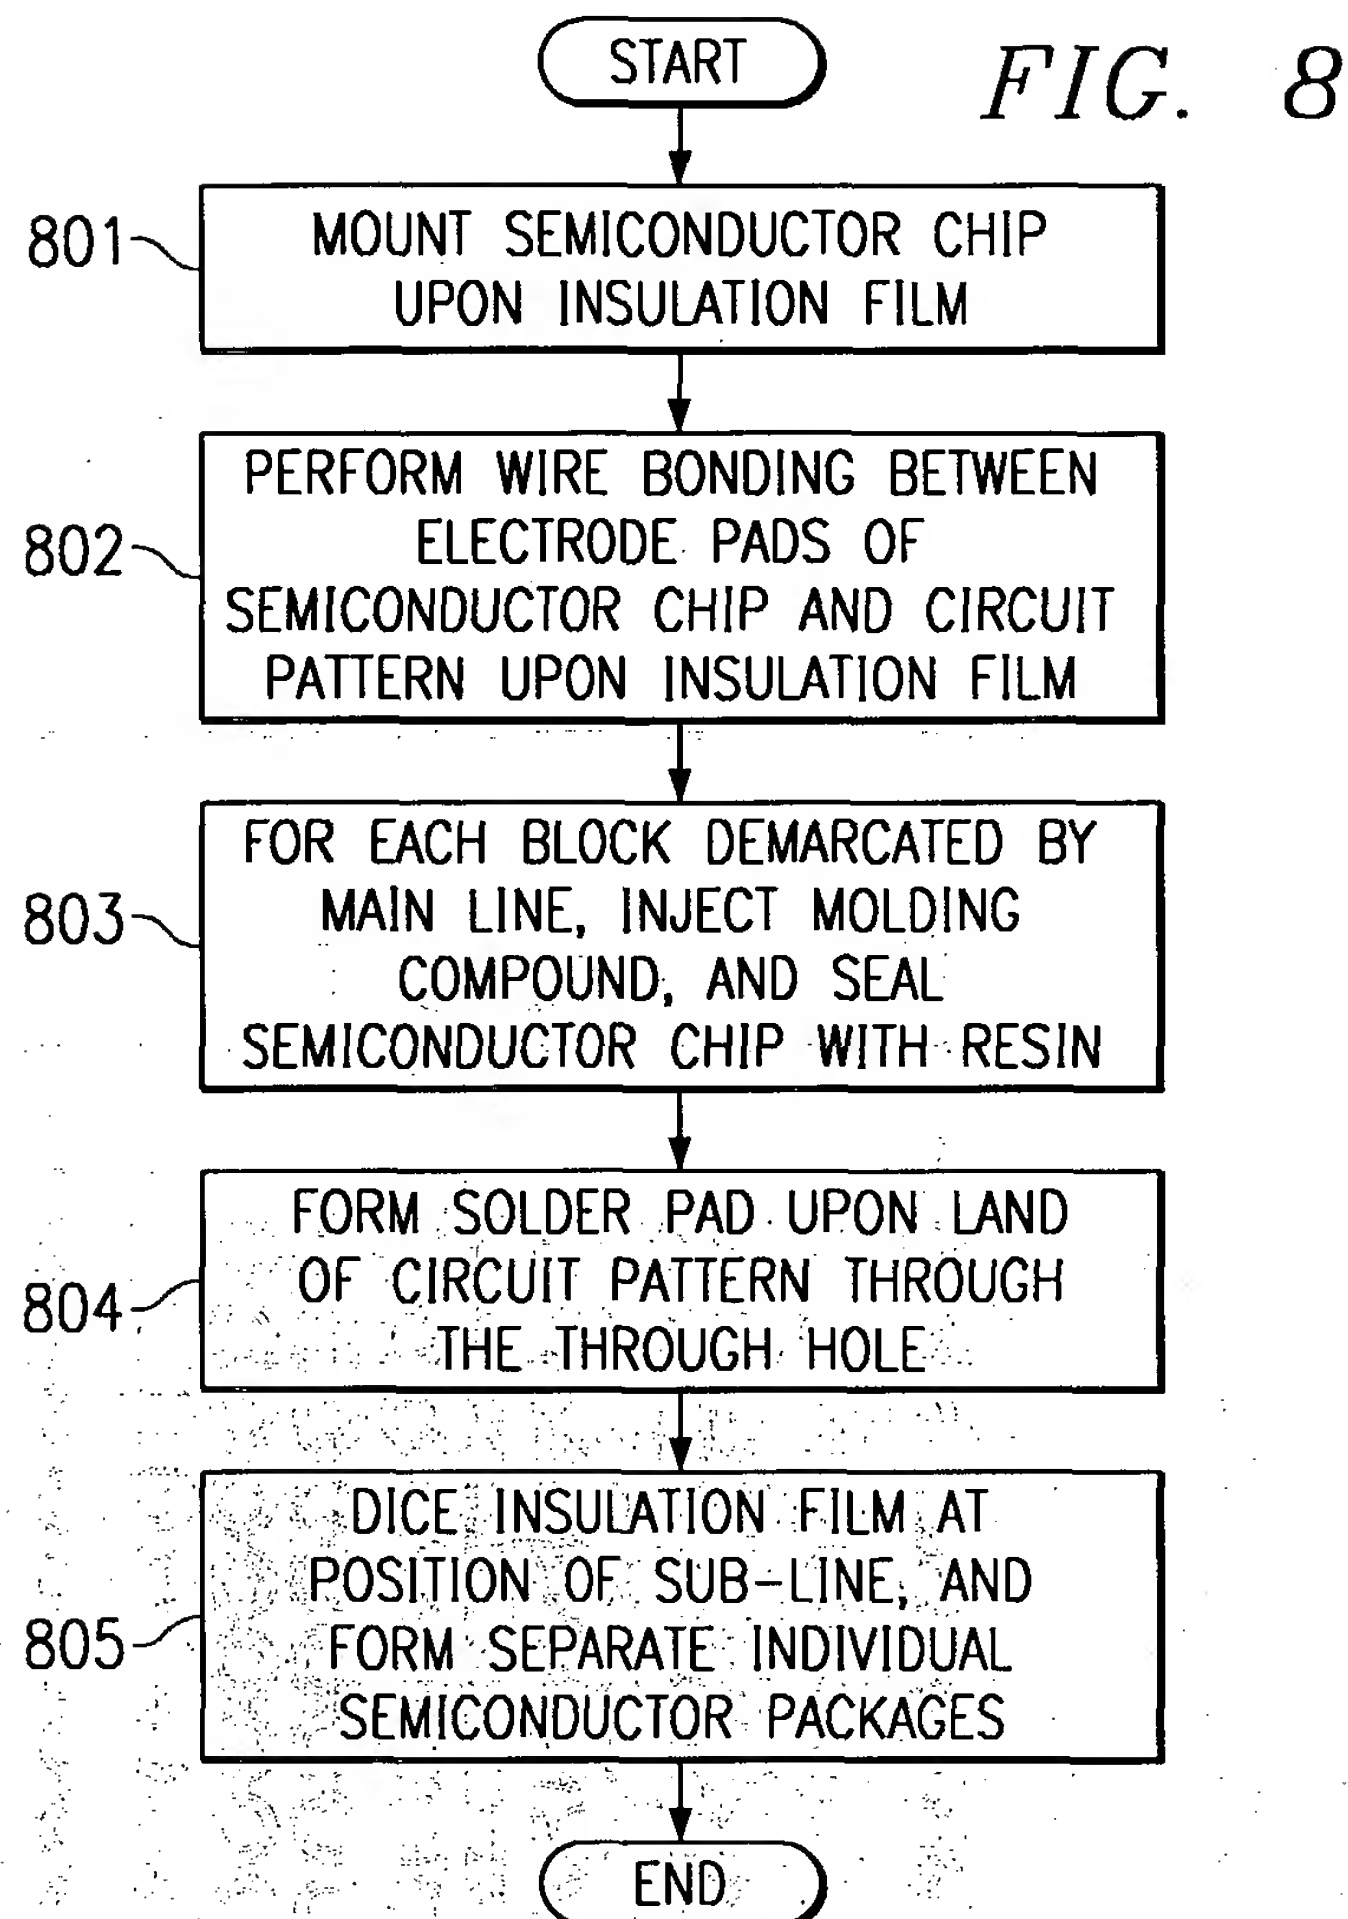 START
FIG. 8
801
MOUNT SEMICONDUCTOR CHIP
UPON INSULATION FILM
802
PERFORM WIRE BONDING BETWEEN
ELECTRODE PADS OF
SEMICONDUCTOR CHIP AND CIRCUIT
PATTERN UPON INSULATION FILM
803
FOR EACH BLOCK DEMARCATED BY
MAIN LINE, INJECT MOLDING
COMPOUND, AND SEAL
SEMICONDUCTOR CHIP WITH RESIN
804
FORM SOLDER PAD UPON LAND
OF CIRCUIT PATTERN THROUGH
THE THROUGH HOLE
805
DICE INSULATION FILM AT
POSITION OF SUB-LINE, AND
FORM SEPARATE INDIVIDUAL
SEMICONDUCTOR PACKAGES
END